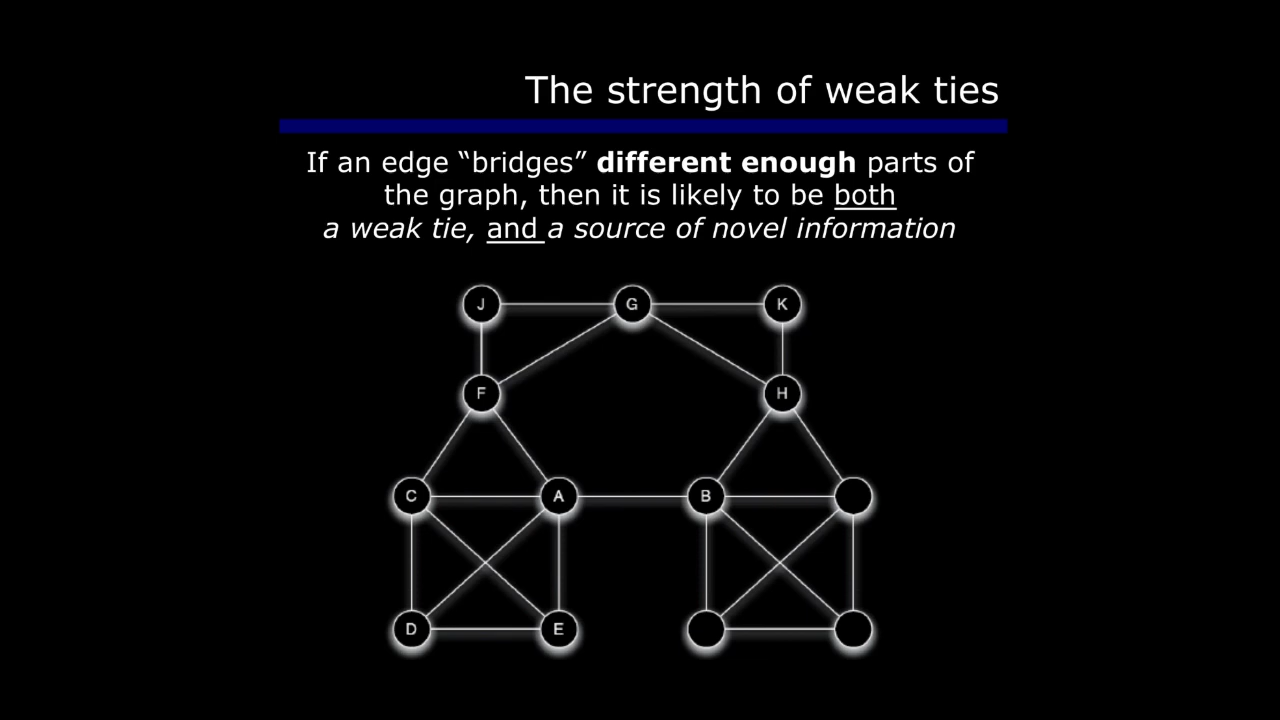 The strength of weak ties
If an edge “bridges” different enough parts of
the graph, then it is likely to be both
a weak tie, and a source of novel information
J G K
F H
C A B
D E